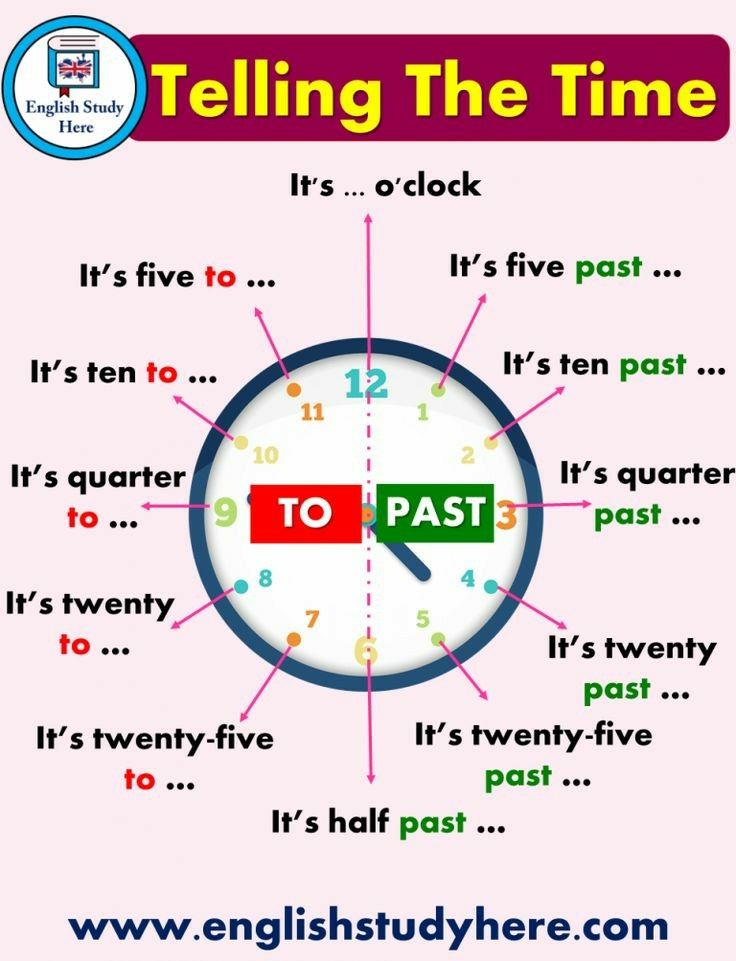 English Study
Here
Telling The Time
It's ... o'clock
It's five to ...
It's five past ...
It's ten to ...
It's ten past ...
It's quarter
to ...
It's quarter
past ...
It's twenty
to ...
It's twenty
past ...
It's twenty-five
to ...
It's twenty-five
past ...
It's half past ...
12
11
1
10
2
9
TO
PAST
3
8
4
7
5
6
www.englishstudyhere.com